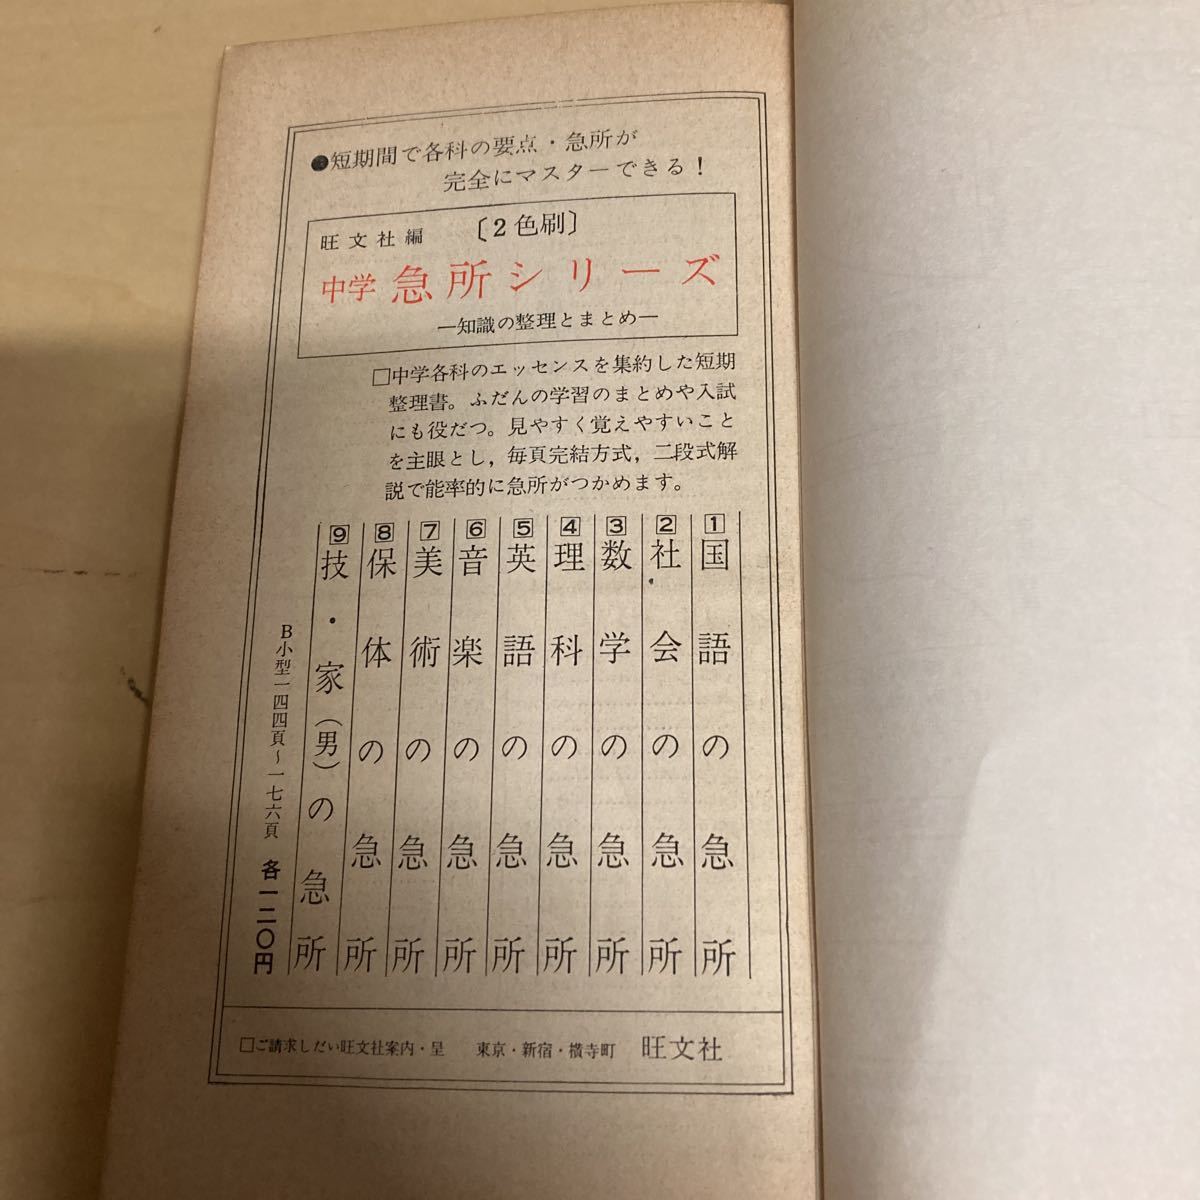 ●短期間で各科の要点・急所が
完全にマスターできる!
旺文社編 〔2色刷〕
中学 急所シリーズ
―知識の整理とまとめ―
□中学各科のエッセンスを集約した短期
整理書。ふだんの学習のまとめや入試
にも役だつ。見やすく覚えやすいこと
を主眼とし,毎頁完結方式,二段式解
説で能率的に急所がつかめます。
1 国語の急所
2 社会の急所
3 数学の急所
4 理科の急所
5 英語の急所
6 音楽の急所
7 美術の急所
8 保体の急所
9 技・家(男)の急所
B小型一四四頁〜一七六頁 各一二〇円
□ご請求しだい旺文社案内・呈 東京・新宿・横寺町 旺文社